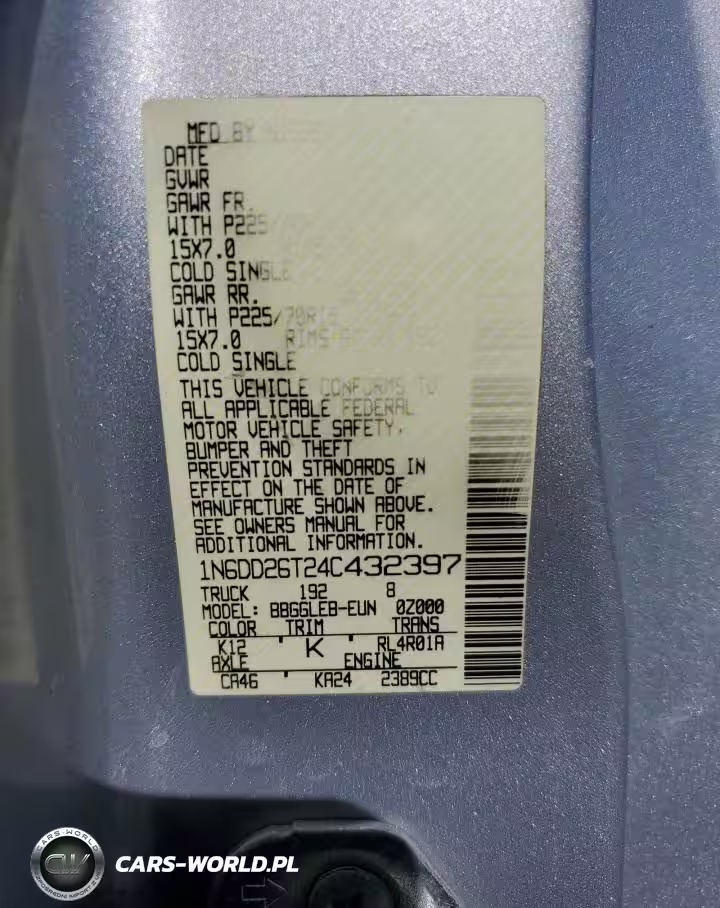 MFD BY
DATE
GVWR
GAWR FR.
WITH P225/
15X7.0
COLD SINGLE
GAWR RR.
WITH P225/70R15
15X7.0 RIMS
COLD SINGLE
THIS VEHICLE CONFORMS TO
ALL APPLICABLE FEDERAL
MOTOR VEHICLE SAFETY,
BUMPER AND THEFT
PREVENTION STANDARDS IN
EFFECT ON THE DATE OF
MANUFACTURE SHOWN ABOVE.
SEE OWNERS MANUAL FOR
ADDITIONAL INFORMATION.
1N6DD26T24C432397
TRUCK 192 8
MODEL: BBGGLEB-EUN 0Z000
COLOR TRIM TRANS
K12 K RL4R01A
AXLE ENGINE
CA46 KA24 2389CC
CARS-WORLD
CARS-WORLD.PL